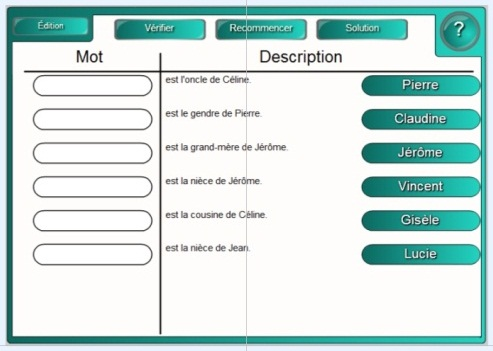 Édition
Vérifier
Recommencer
Solution
?
Mot
Description
est l'oncle de Céline.
Pierre
est le gendre de Pierre.
Claudine
est la grand-mère de Jérôme.
Jérôme
est la nièce de Jérôme.
Vincent
est la cousine de Céline.
Gisèle
est la nièce de Jean.
Lucie